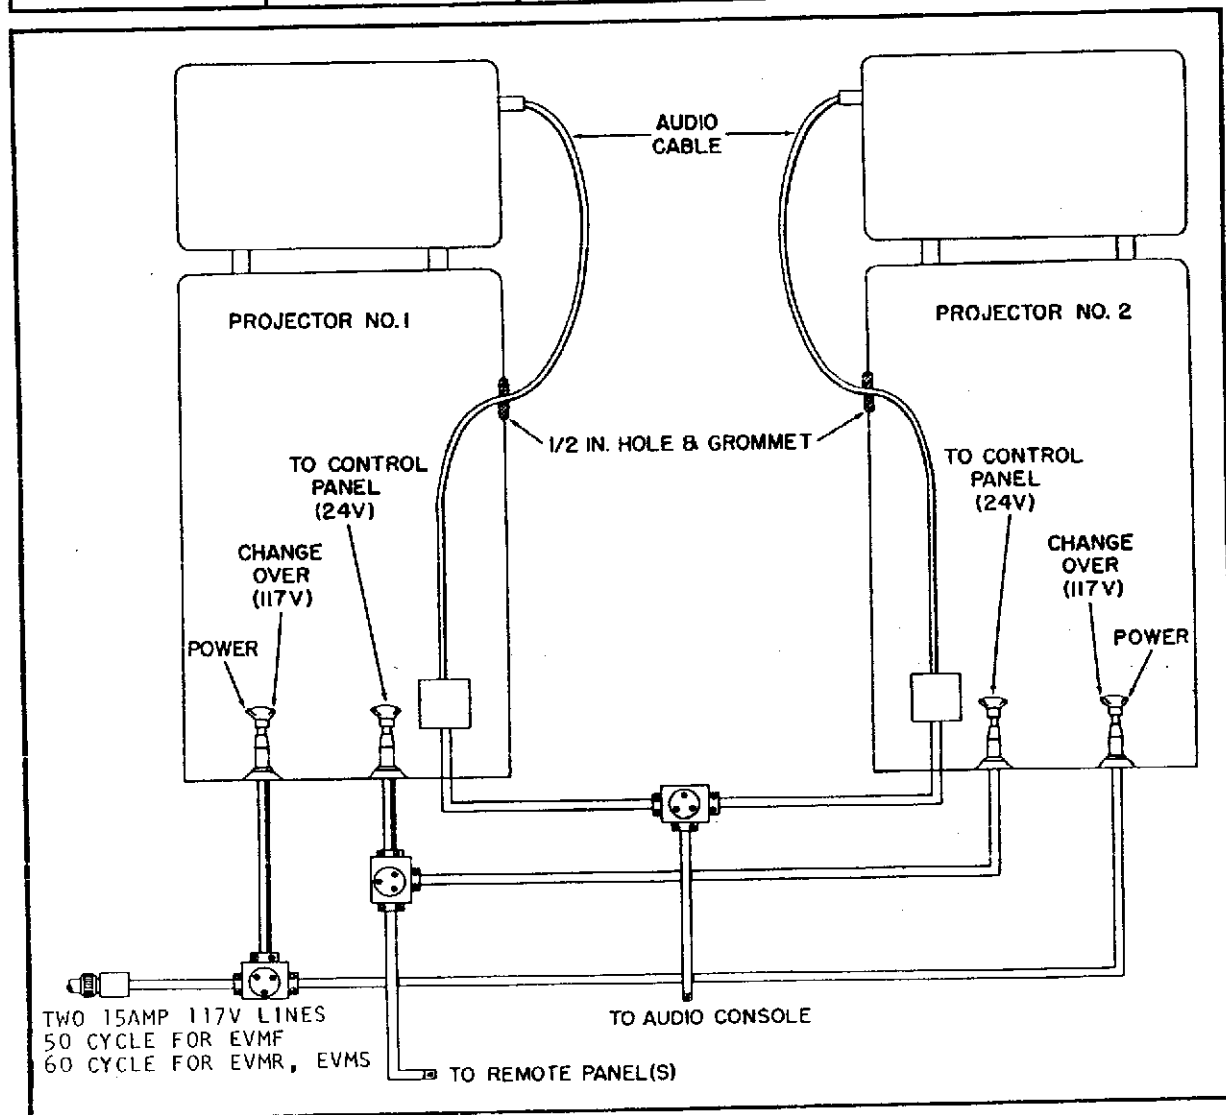 AUDIO
CABLE
PROJECTOR NO.1
PROJECTOR NO. 2
1/2 IN. HOLE & GROMMET
TO CONTROL
PANEL
(24V)
TO CONTROL
PANEL
(24V)
CHANGE
OVER
(117V)
CHANGE
OVER
(117V)
POWER
POWER
TWO 15AMP 117V LINES
50 CYCLE FOR EVMF
60 CYCLE FOR EVMR, EVMS
TO AUDIO CONSOLE
TO REMOTE PANEL(S)